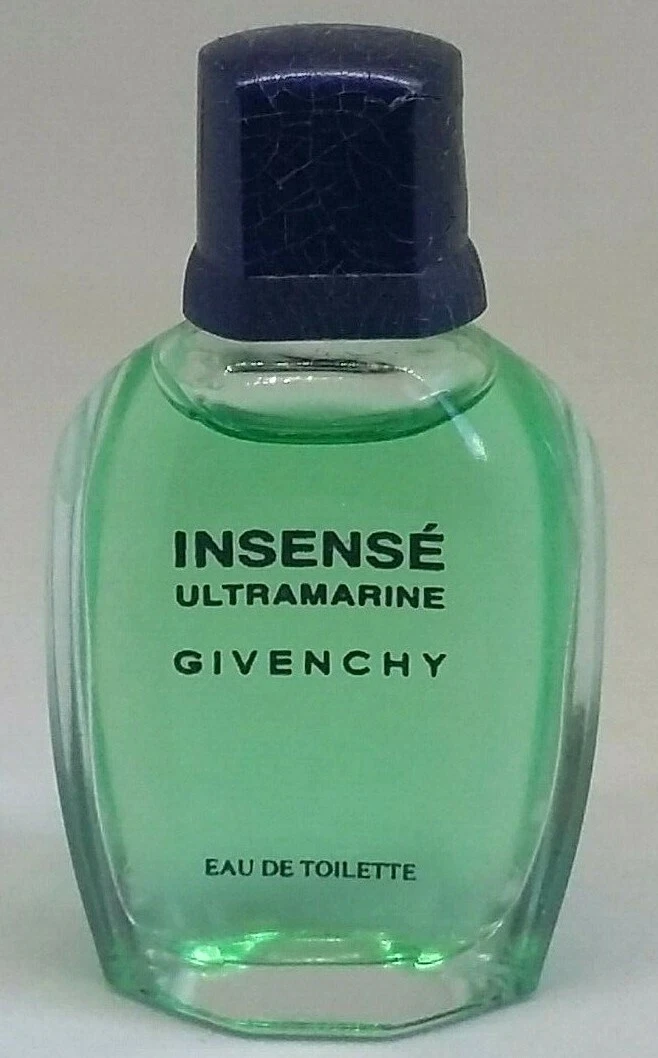 INSENSÉ
ULTRAMARINE
GIVENCHY
EAU DE TOILETTE